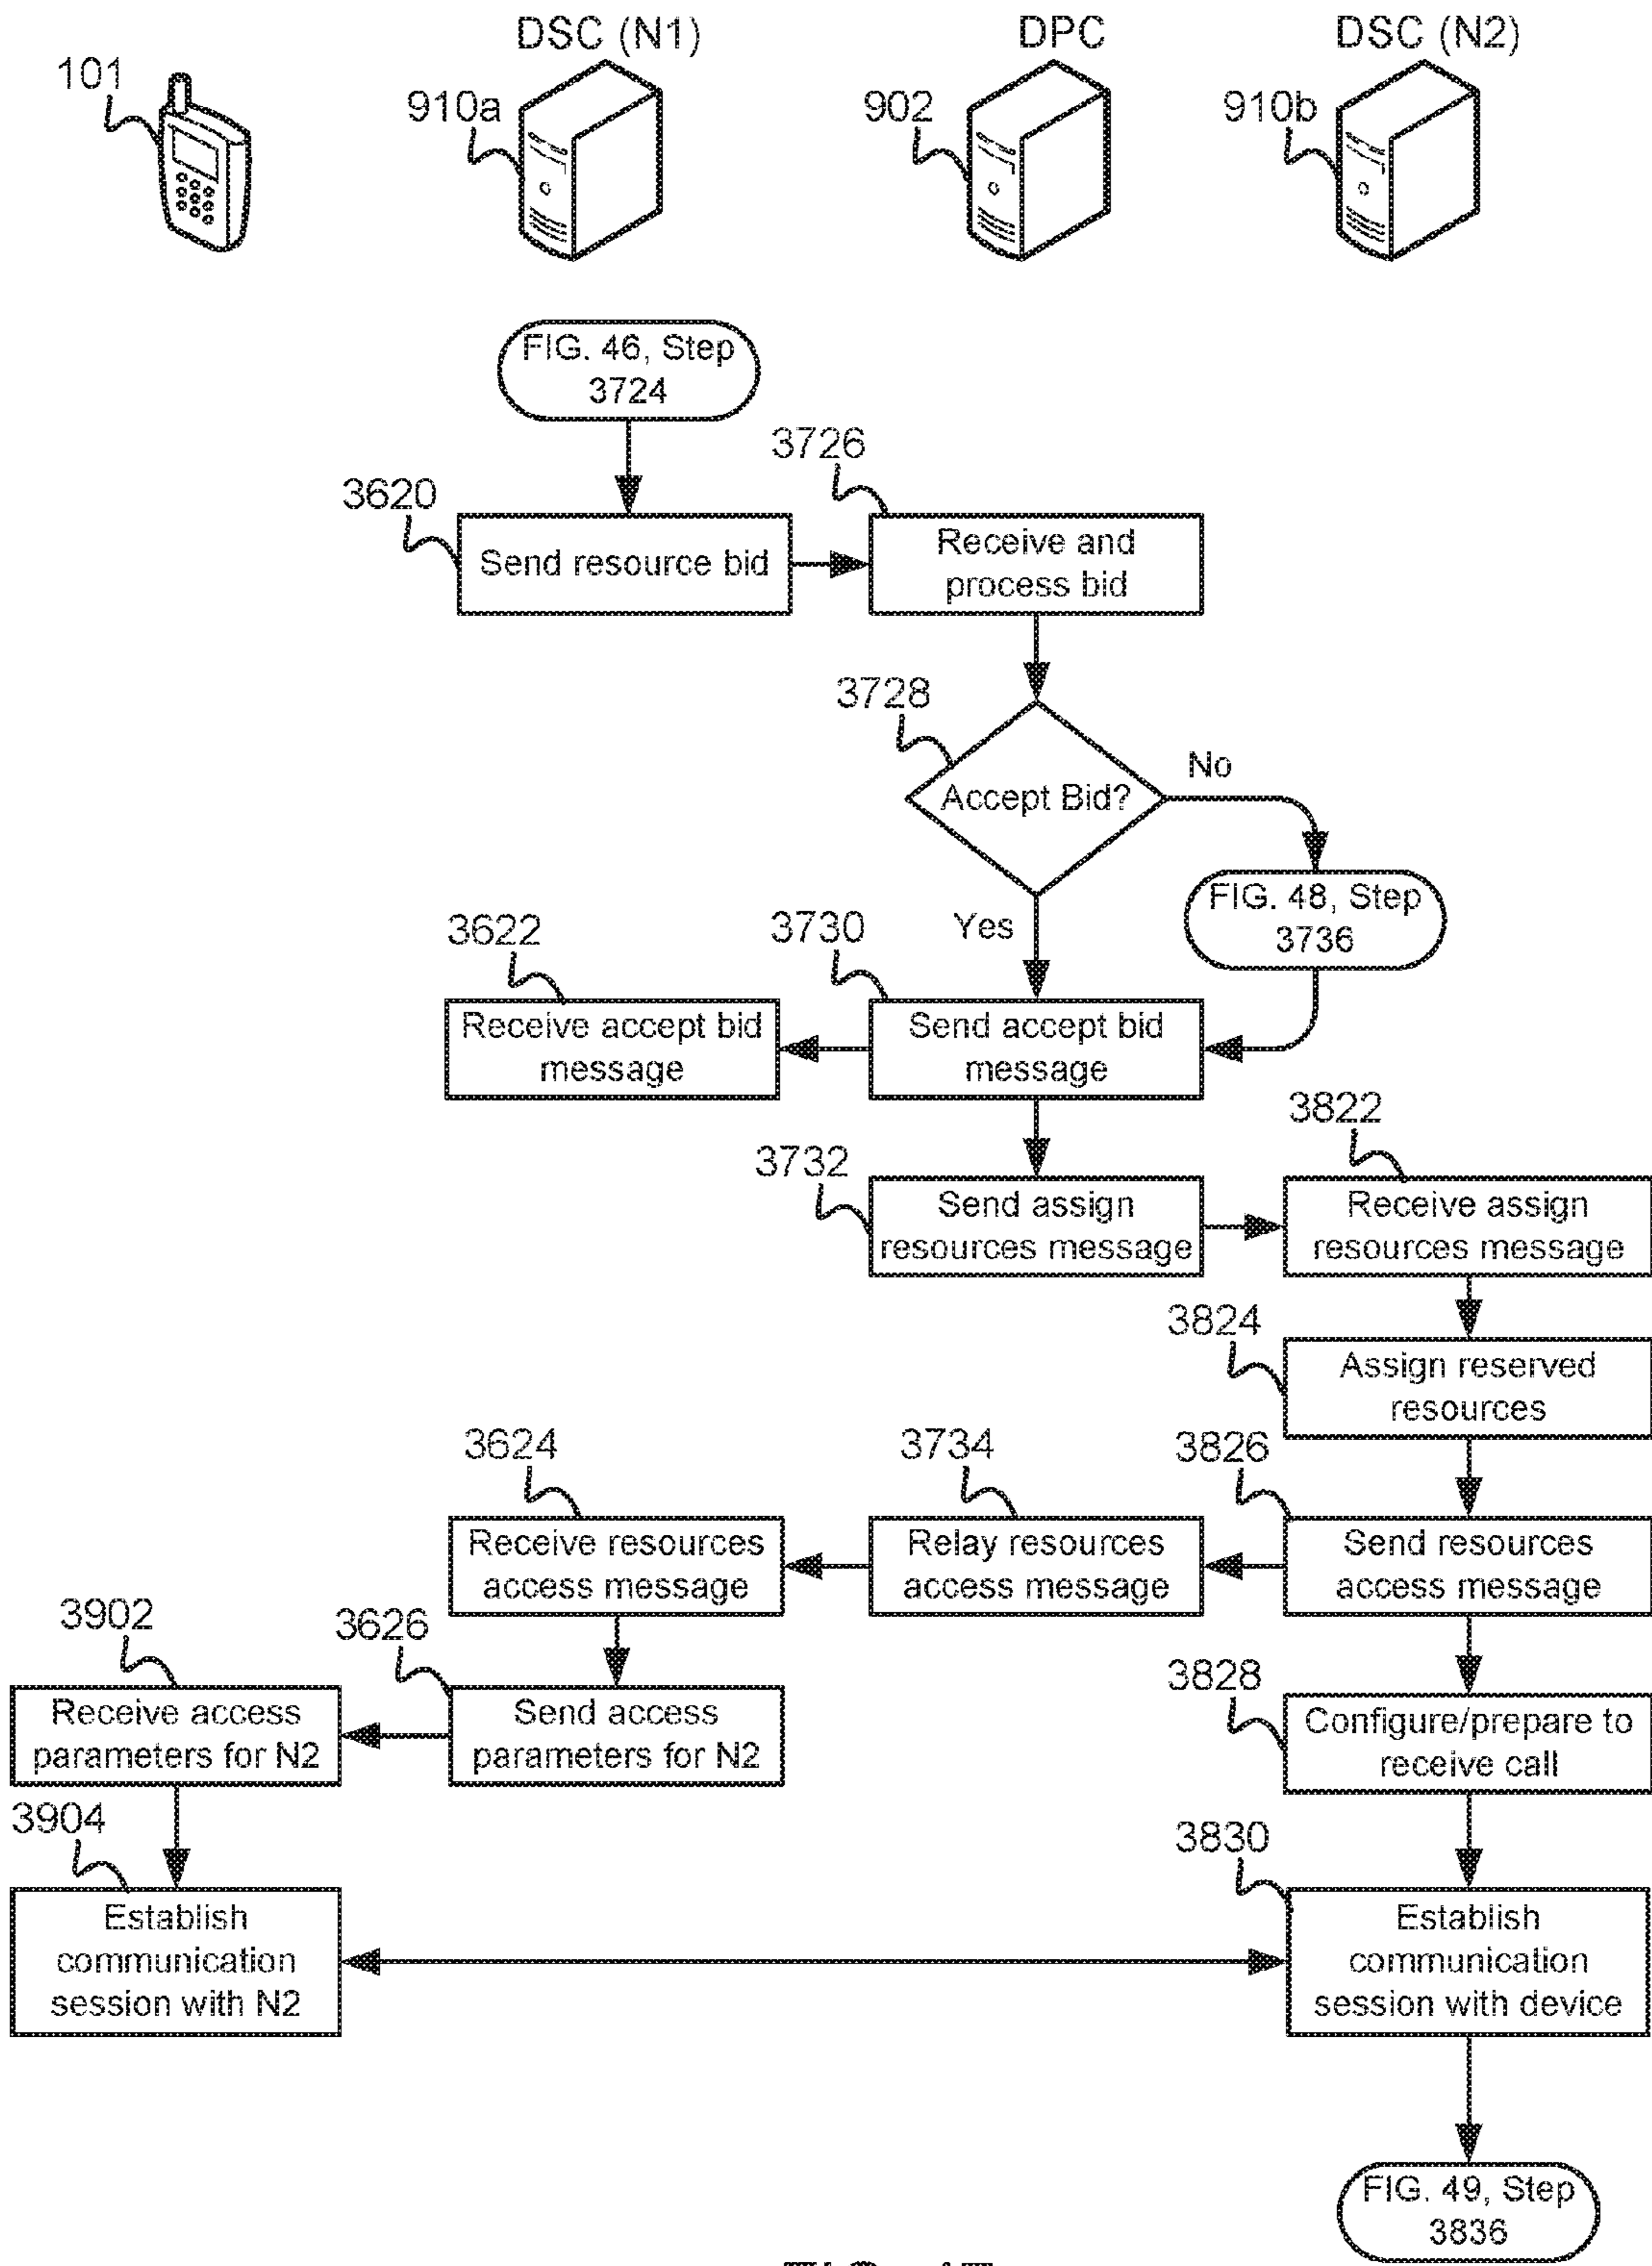 DSC (N1)
DPC
DSC (N2)
101
910a
902
910b
FIG. 46, Step
3724
3726
3620
Send resource bid
Receive and
process bid
3728
Accept Bid?
No
FIG. 48, Step
3736
Yes
3622
3730
Receive accept bid
message
Send accept bid
message
3822
3732
Send assign
resources message
Receive assign
resources message
3824
Assign reserved
resources
3624
3734
3826
Receive resources
access message
Relay resources
access message
Send resources
access message
3902
3626
3828
Receive access
parameters for N2
Send access
parameters for N2
Configure/prepare to
receive call
3904
3830
Establish
communication
session with N2
Establish
communication
session with device
FIG. 49, Step
3836